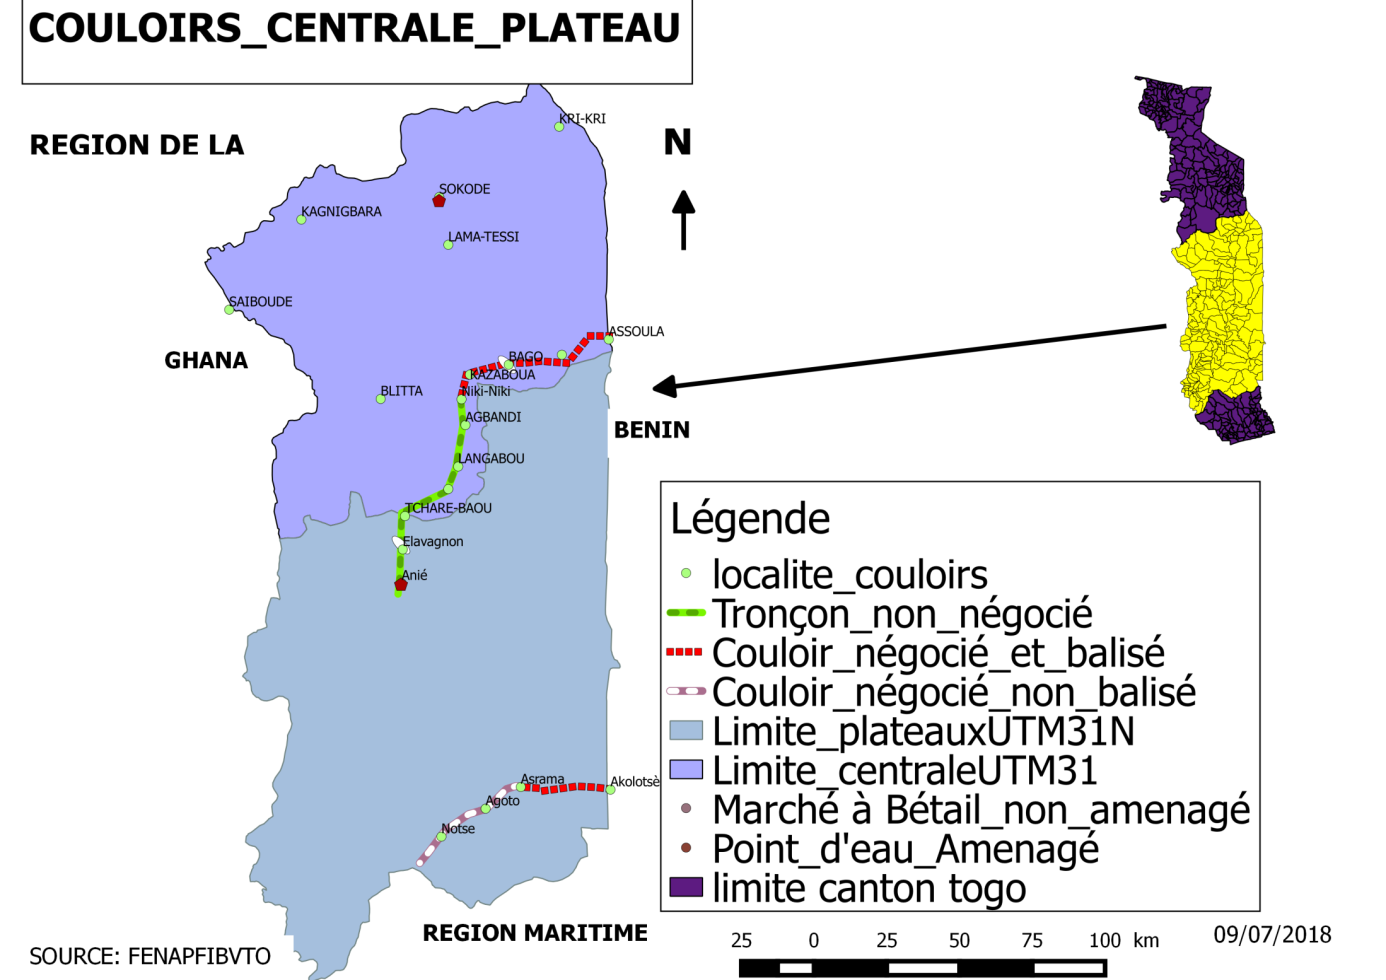 COULOIRS_CENTRALE_PLATEAU
REGION DE LA
N
KRI-KRI
SOKODE
KAGNIGBARA
LAMA-TESSI
SAIBOUDE
ASSOULA
GHANA
BAGO
KAZABOUA
BLITTA
Niki-Niki
AGBANDI
BENIN
LANGABOU
TCHARE-BAOU
Elavagnon
Anié
Légende
localite_couloirs
Tronçon_non_négocié
Couloir_négocié_et_balisé
Couloir_négocié_non_balisé
Limite_plateauxUTM31N
Limite_centraleUTM31
Marché à Bétail_non_amenagé
Point_d'eau_Amenagé
limite canton togo
Asrama
Akolotsè
Agoto
Notse
REGION MARITIME
SOURCE: FENAPFIBVTO
25 0 25 50 75 100 km
09/07/2018